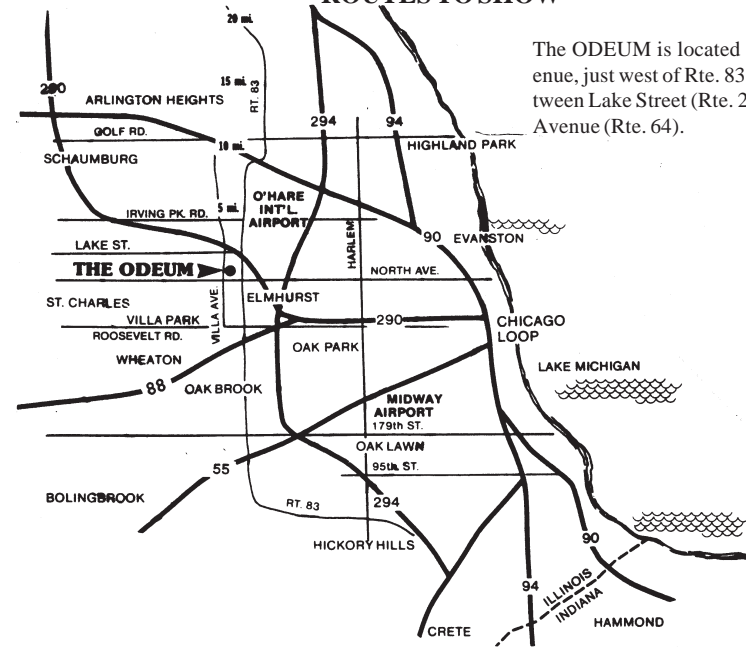 ROUTES TO SHOW
The ODEUM is located
enue, just west of Rte. 83
tween Lake Street (Rte. 2
Avenue (Rte. 64).
20 mi.
15 mi.
RT. 83
290
ARLINGTON HEIGHTS
294
94
GOLF RD.
10 mi.
HIGHLAND PARK
SCHAUMBURG
O'HARE
INT'L
AIRPORT
5 mi.
IRVING PK. RD.
HARLEM
90
EVANSTON
LAKE ST.
THE ODEUM
NORTH AVE.
ELMHURST
ST. CHARLES
VILLA AVE.
VILLA PARK
290
CHICAGO
LOOP
ROOSEVELT RD.
OAK PARK
WHEATON
LAKE MICHIGAN
88
OAK BROOK
MIDWAY
AIRPORT
179th ST.
OAK LAWN
55
95th ST.
BOLINGBROOK
RT. 83
294
HICKORY HILLS
90
94
ILLINOIS
INDIANA
HAMMOND
CRETE